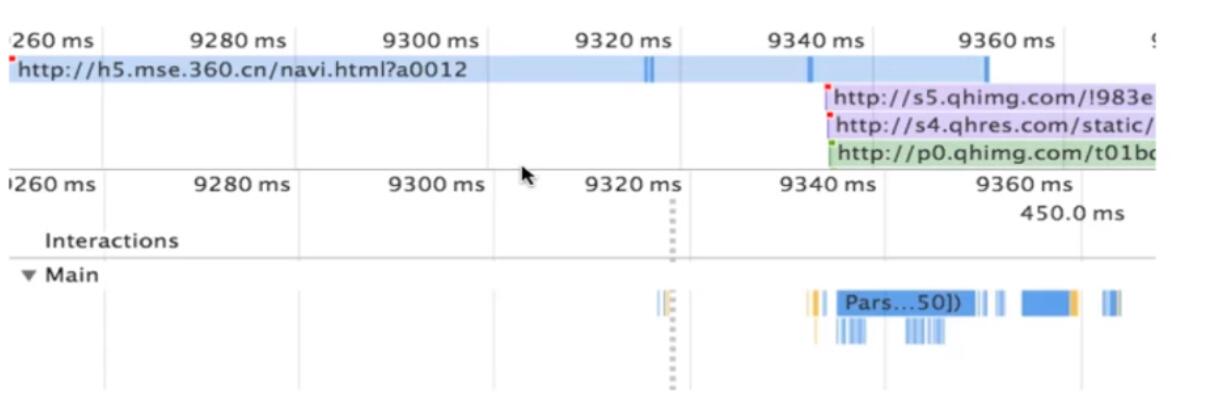 260 ms 9280 ms 9300 ms 9320 ms 9340 ms 9360 ms
http://h5.mse.360.cn/navi.html?a0012
http://s5.qhimg.com/!983e
http://s4.qhres.com/static/
http://p0.qhimg.com/t01bc
260 ms 9280 ms 9300 ms 9320 ms 9340 ms 9360 ms
450.0 ms
Interactions
▼ Main
Pars...50])